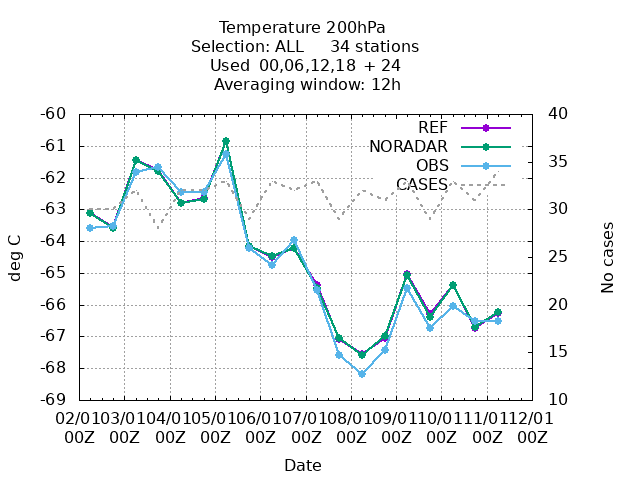 Temperature 200hPa
Selection: ALL 34 stations
Used 00,06,12,18 + 24
Averaging window: 12h
-60 40
REF
-61
NORADAR
35
OBS
-62
CASES
-63 30
-64
25
-65
-66 20
-67
15
-68
-69 10
deg C
No cases
02/01 03/01 04/01 05/01 06/01 07/01 08/01 09/01 10/01 11/01 12/01
00Z 00Z 00Z 00Z 00Z 00Z 00Z 00Z 00Z 00Z 00Z
Date